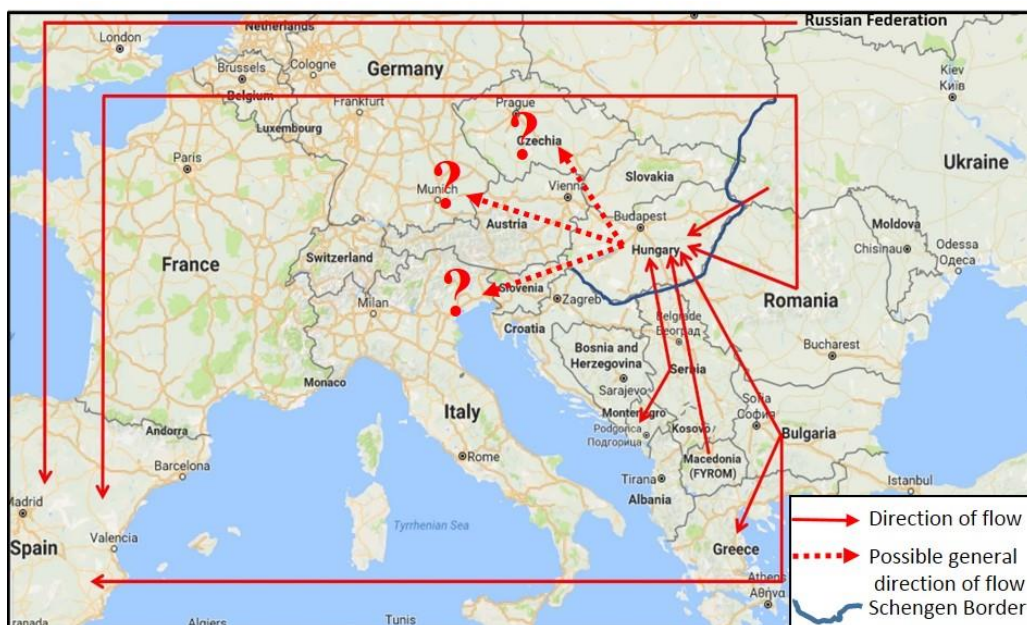 Russian Federation
Netherlands
London
Brussels
Cologne
Germany
Belgium
Frankfurt
Prague
Kiev
Київ
Luxembourg
Czechia
Paris
Ukraine
?
?
?
Slovakia
Munich
Vienna
Budapest
Moldova
Austria
Hungary
Chisinau
Odessa
Одеса
France
Switzerland
Slovenia
Milan
Zagreb
Romania
Croatia
Belgrade
Београд
Bosnia and
Herzegovina
Bucharest
Monaco
Sarajevo
Serbia
Italy
Montenegro
Sofia
София
Kosovo
Podgorica
Подгорица
Bulgaria
Andorra
Barcelona
Rome
Macedonia
(FYROM)
Tirana
Istanbul
Albania
Madrid
Tyrrhenian Sea
Spain
Valencia
Greece
Athens
Αθήνα
Algiers
Tunis
Direction of flow
Possible general
direction of flow
Schengen Border